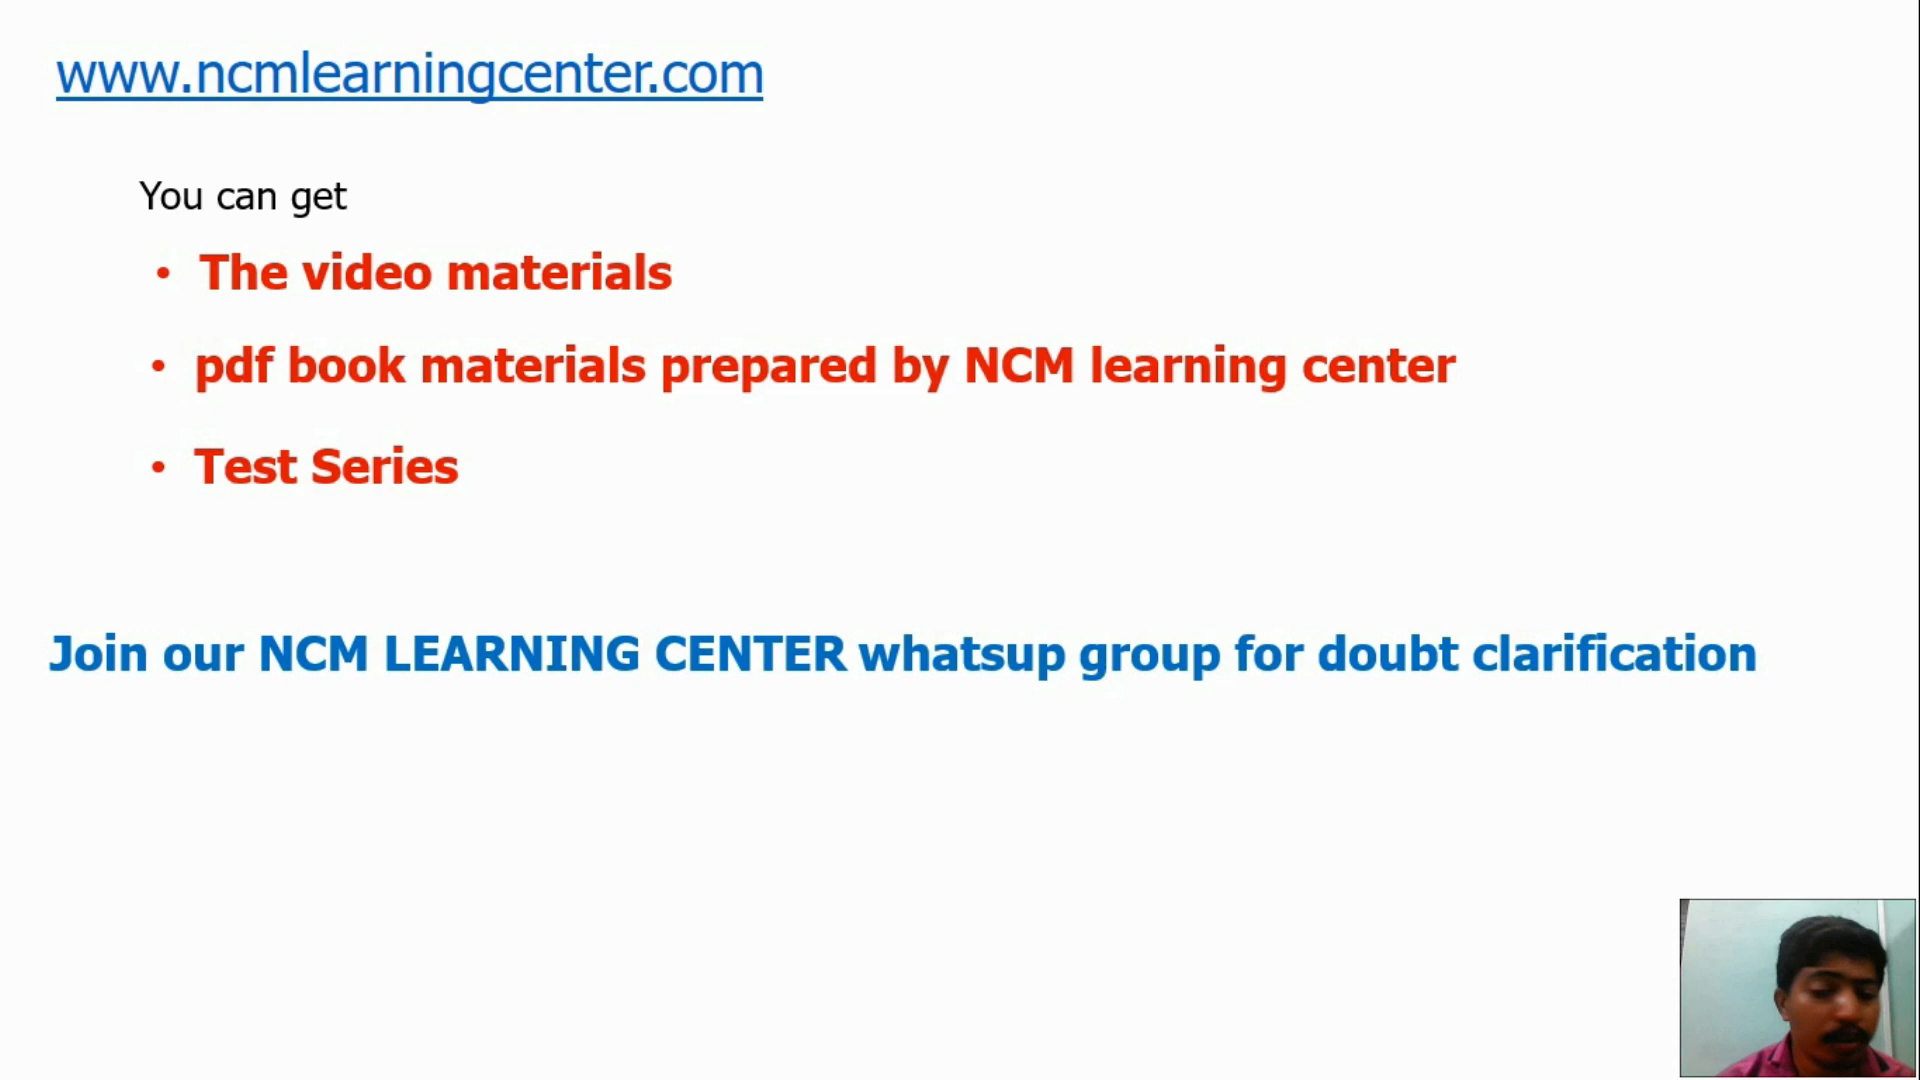 www.ncmlearningcenter.com
You can get
• The video materials
• pdf book materials prepared by NCM learning center
• Test Series
Join our NCM LEARNING CENTER whatsup group for doubt clarification